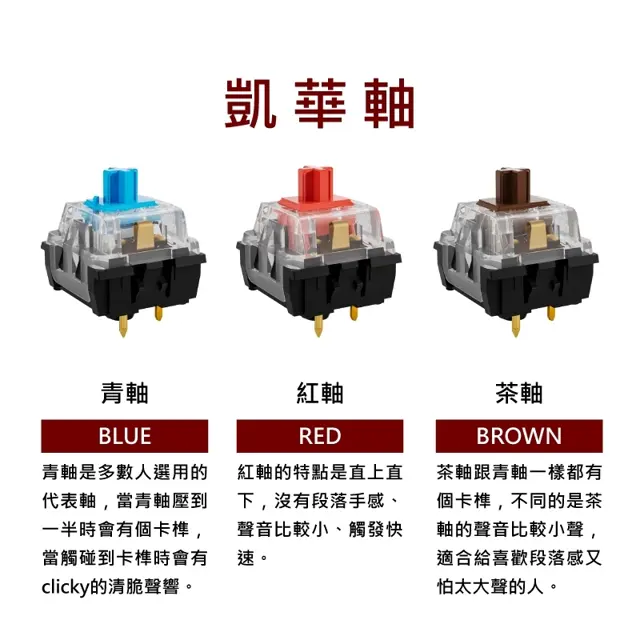 凱華軸
青軸
BLUE
青軸是多數人選用的
代表軸，當青軸壓到
一半時會有個卡榫，
當觸碰到卡榫時會有
clicky的清脆聲響。
紅軸
RED
紅軸的特點是直上直
下，沒有段落手感、
聲音比較小、觸發快
速。
茶軸
BROWN
茶軸跟青軸一樣都有
個卡榫，不同的是茶
軸的聲音比較小聲，
適合給喜歡段落感又
怕太大聲的人。